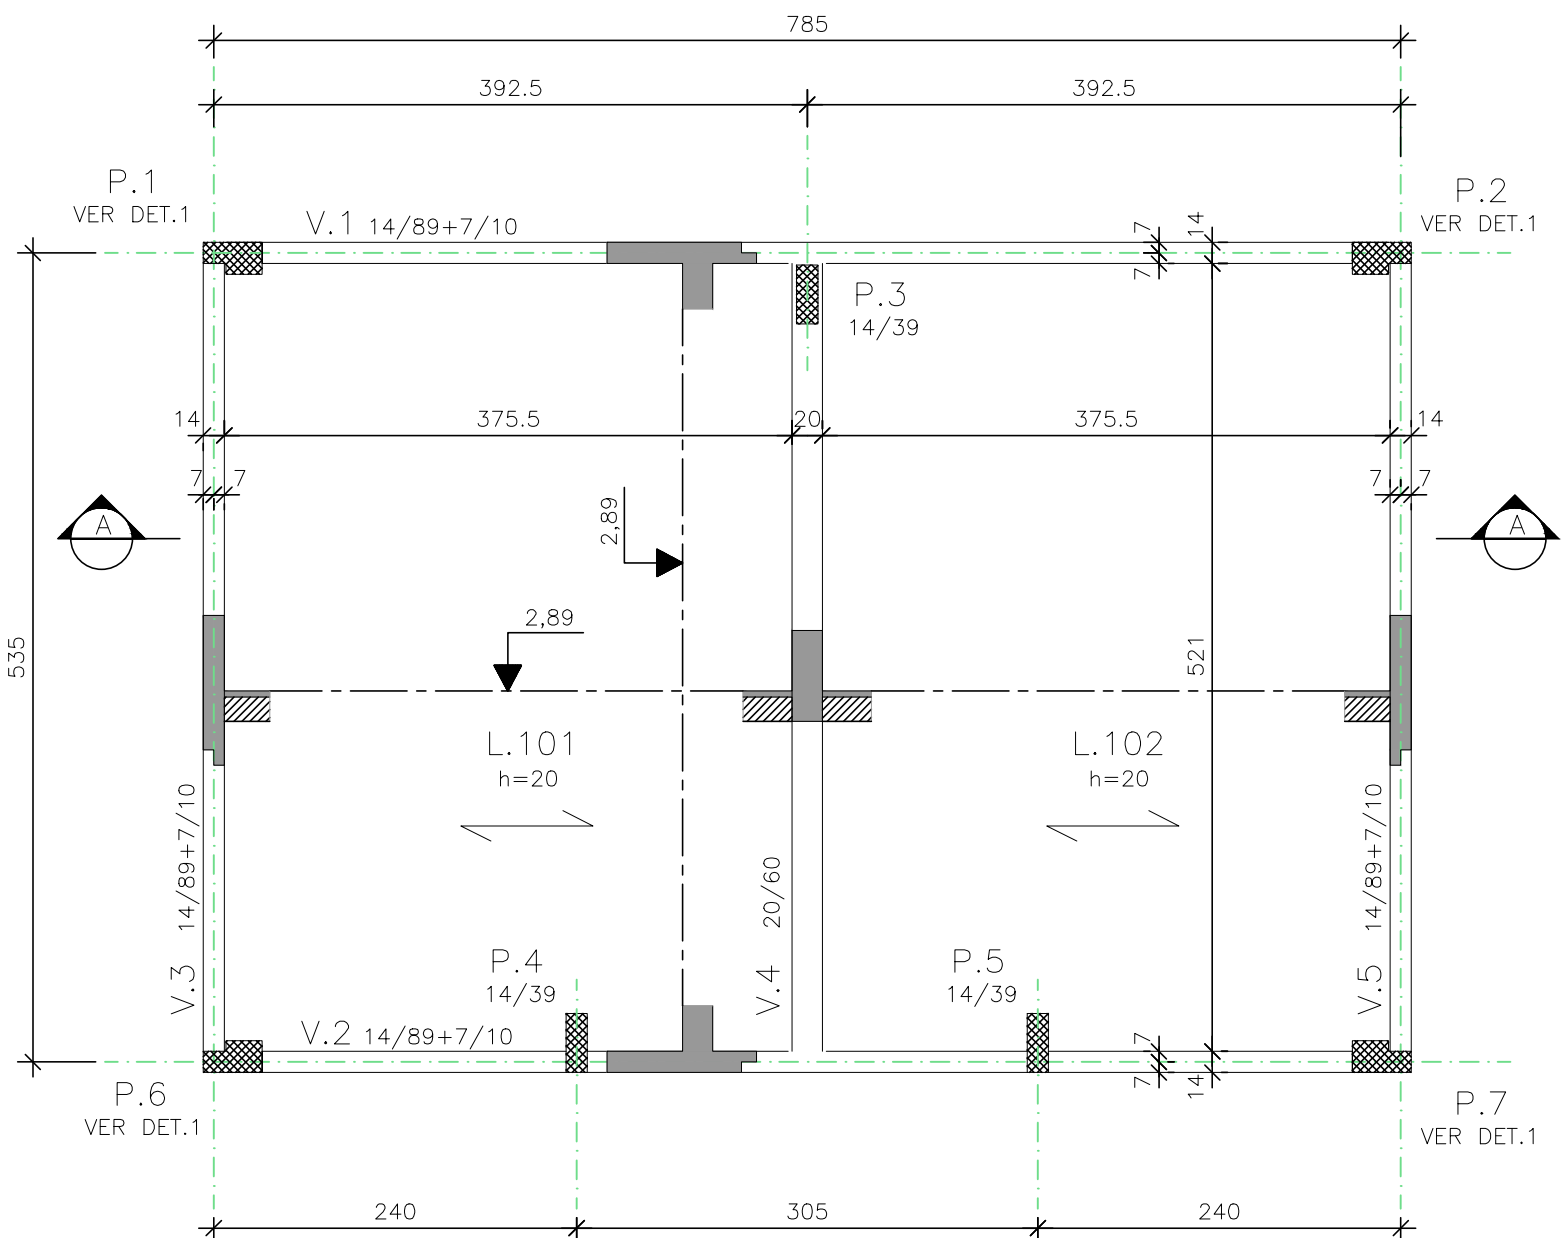 785
392.5
392.5
P.1
VER DET.1
P.2
VER DET.1
V.1 14/89+7/10
7
14
7
P.3
14/39
14
375.5
20
375.5
14
7
7
7
7
A
A
2,89
2,89
535
521
L.101
h=20
L.102
h=20
V.3 14/89+7/10
V.4 20/60
V.5 14/89+7/10
P.4
14/39
P.5
14/39
V.2 14/89+7/10
7
7
14
P.6
VER DET.1
P.7
VER DET.1
240
305
240